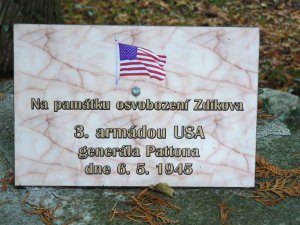 Na památku osvobození Zdíkova
3. armádou USA
generála Pattona
dne 6. 5. 1945